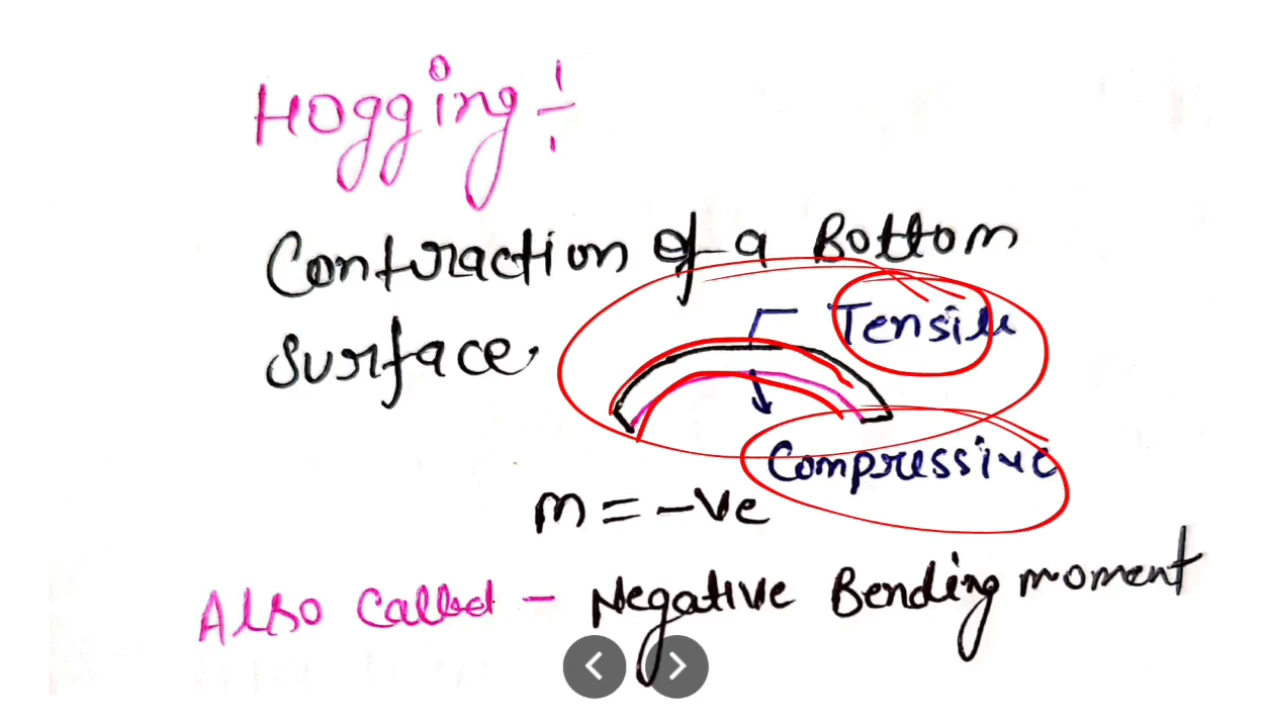 Hogging :-
Contraction of a Bottom
Surface.
Tensile
Compressive
m = -ve
Also Called - Negative Bending moment